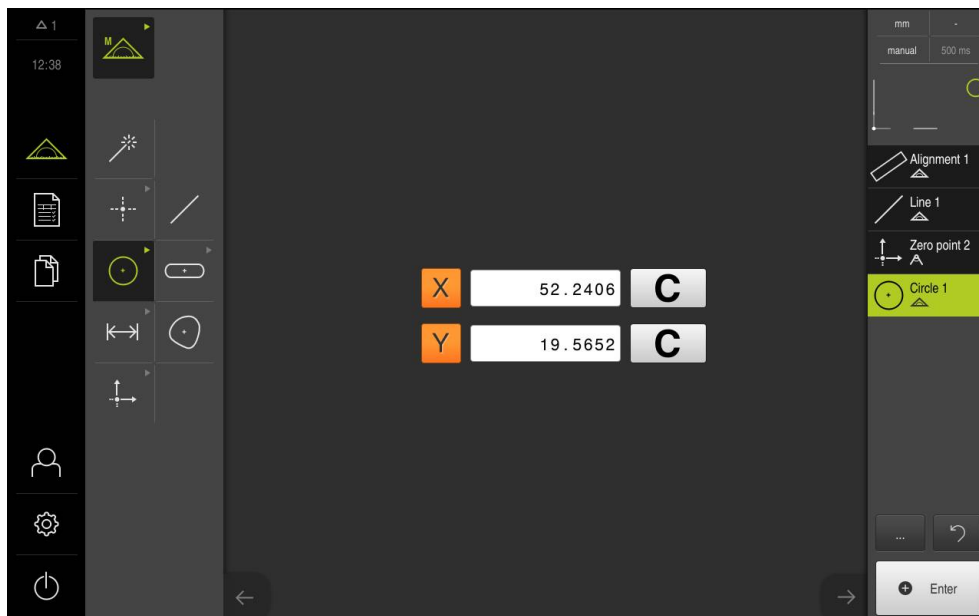 1
12:38
M
X 52.2406 C
Y 19.5652 C
mm -
manual 500 ms
Alignment 1
Line 1
Zero point 2
Circle 1
...
Enter